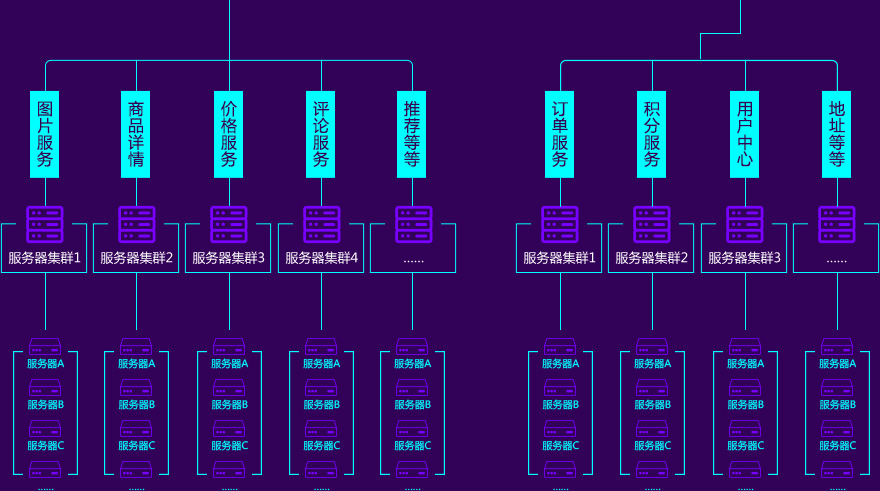 图片服务
商品详情
价格服务
评论服务
推荐等等
订单服务
积分服务
用户中心
地址等等
服务器集群1
服务器集群2
服务器集群3
服务器集群4
......
服务器集群1
服务器集群2
服务器集群3
......
服务器A
服务器A
服务器A
服务器A
服务器A
服务器A
服务器A
服务器A
服务器A
服务器B
服务器B
服务器B
服务器B
服务器B
服务器B
服务器B
服务器B
服务器B
服务器C
服务器C
服务器C
服务器C
服务器C
服务器C
服务器C
服务器C
服务器C
......
......
......
......
......
......
......
......
......